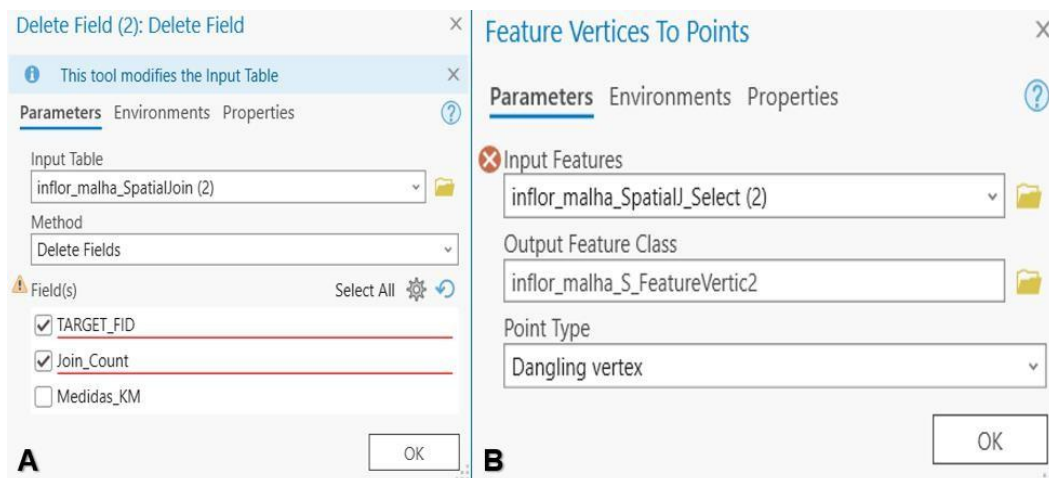 Delete Field (2): Delete Field
This tool modifies the Input Table
Parameters Environments Properties
Input Table
inflor_malha_SpatialJoin (2)
Method
Delete Fields
Field(s) Select All
TARGET_FID
Join_Count
Medidas_KM
OK
A
Feature Vertices To Points
Parameters Environments Properties
Input Features
inflor_malha_SpatialJ_Select (2)
Output Feature Class
inflor_malha_S_FeatureVertic2
Point Type
Dangling vertex
OK
B